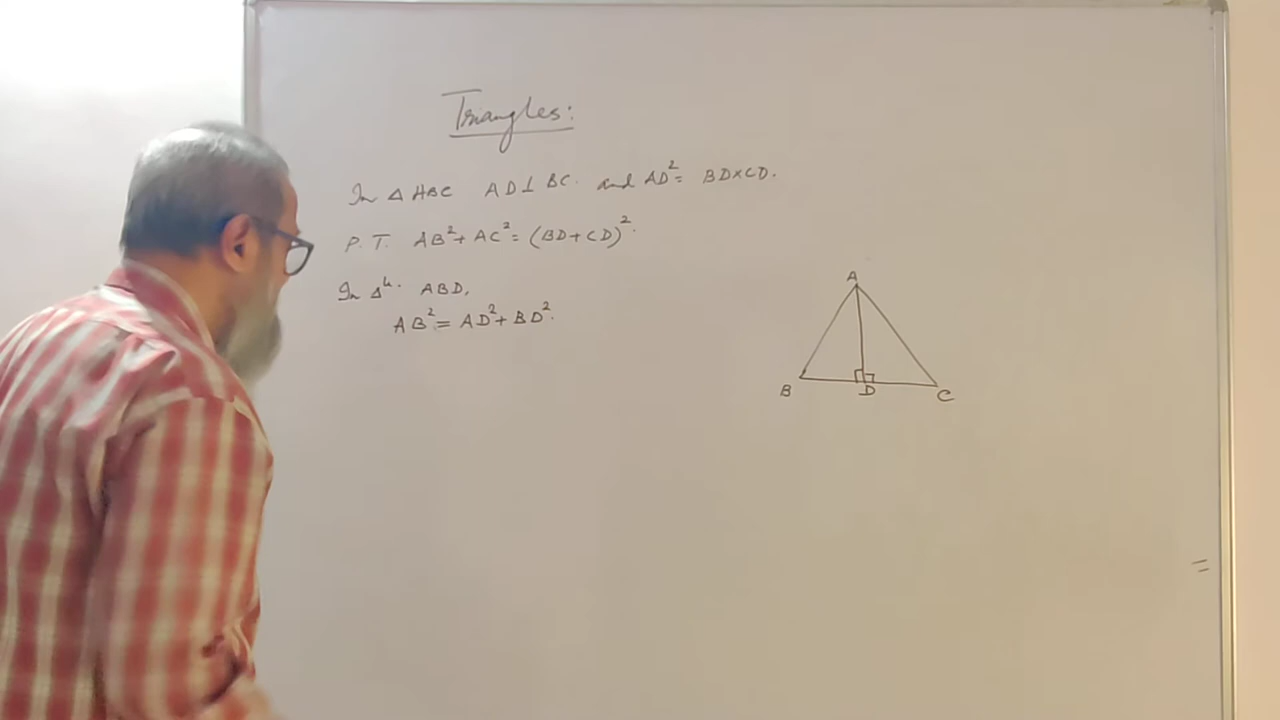 Triangles:
In Δ ABC AD⊥ BC. and AD²= BD×CD.
P.T. AB²+ AC²= (BD+CD)².
In Δle. ABD,
AB²= AD²+ BD².
A
B D C
=